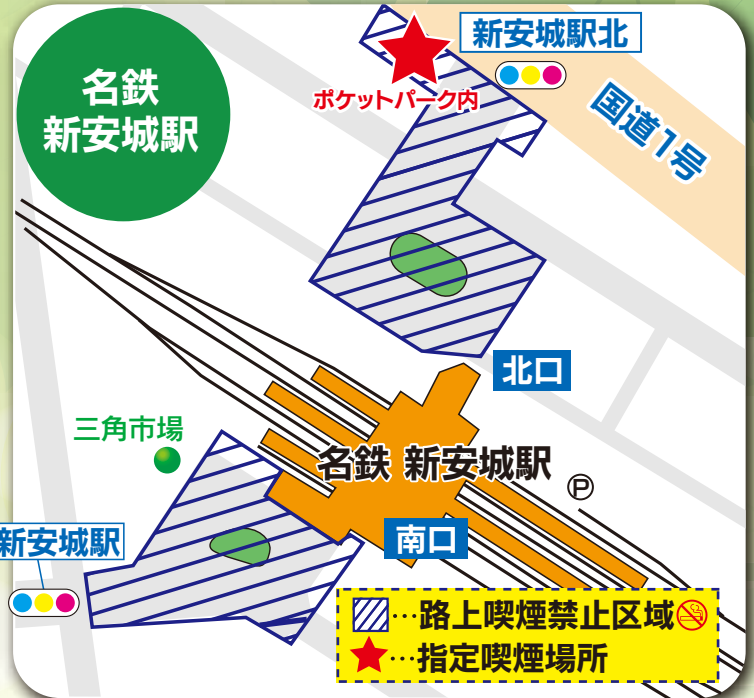 名鉄
新安城駅
新安城駅北
ポケットパーク内
国道1号
北口
三角市場
名鉄 新安城駅
P
新安城駅
南口
…路上喫煙禁止区域
…指定喫煙場所